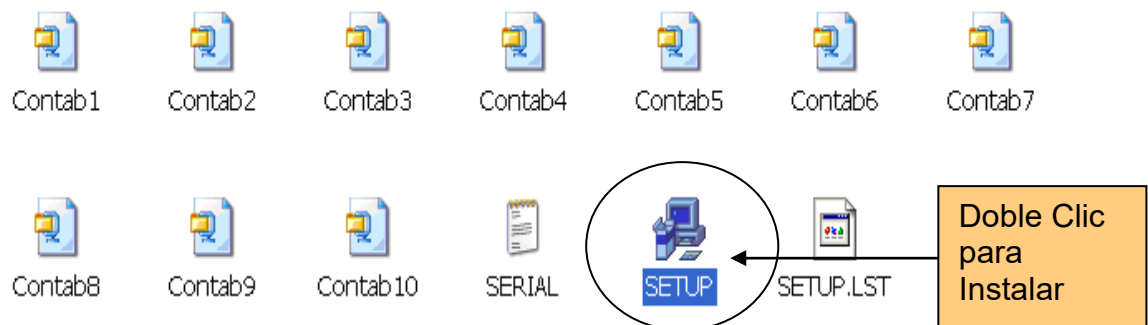 Contab1 Contab2 Contab3 Contab4 Contab5 Contab6 Contab7
Contab8 Contab9 Contab10 SERIAL SETUP SETUP.LST
Doble Clic
para
Instalar